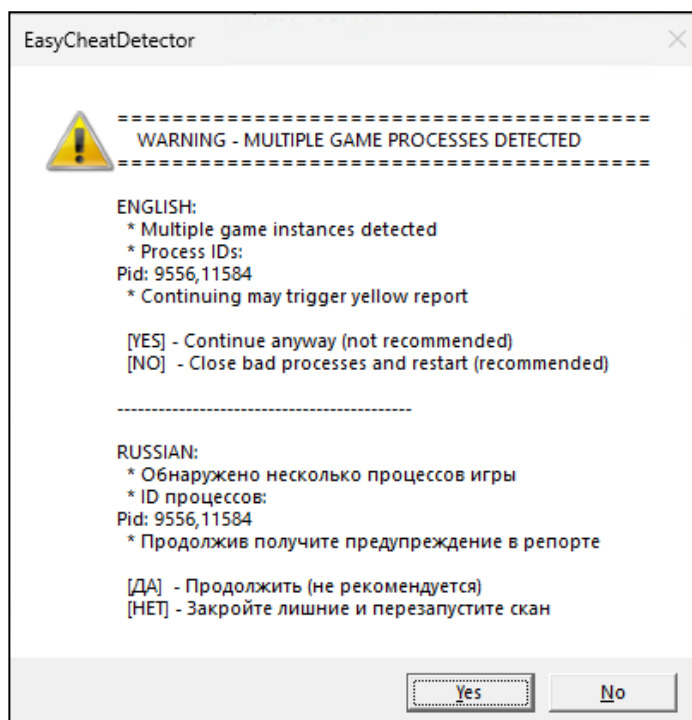 EasyCheatDetector
========================================
WARNING - MULTIPLE GAME PROCESSES DETECTED
========================================
ENGLISH:
* Multiple game instances detected
* Process IDs:
Pid: 9556,11584
* Continuing may trigger yellow report
[YES] - Continue anyway (not recommended)
[NO] - Close bad processes and restart (recommended)
-------------------------------------------
RUSSIAN:
* Обнаружено несколько процессов игры
* ID процессов:
Pid: 9556,11584
* Продолжив получите предупреждение в репорте
[ДА] - Продолжить (не рекомендуется)
[НЕТ] - Закройте лишние и перезапустите скан
Yes
No